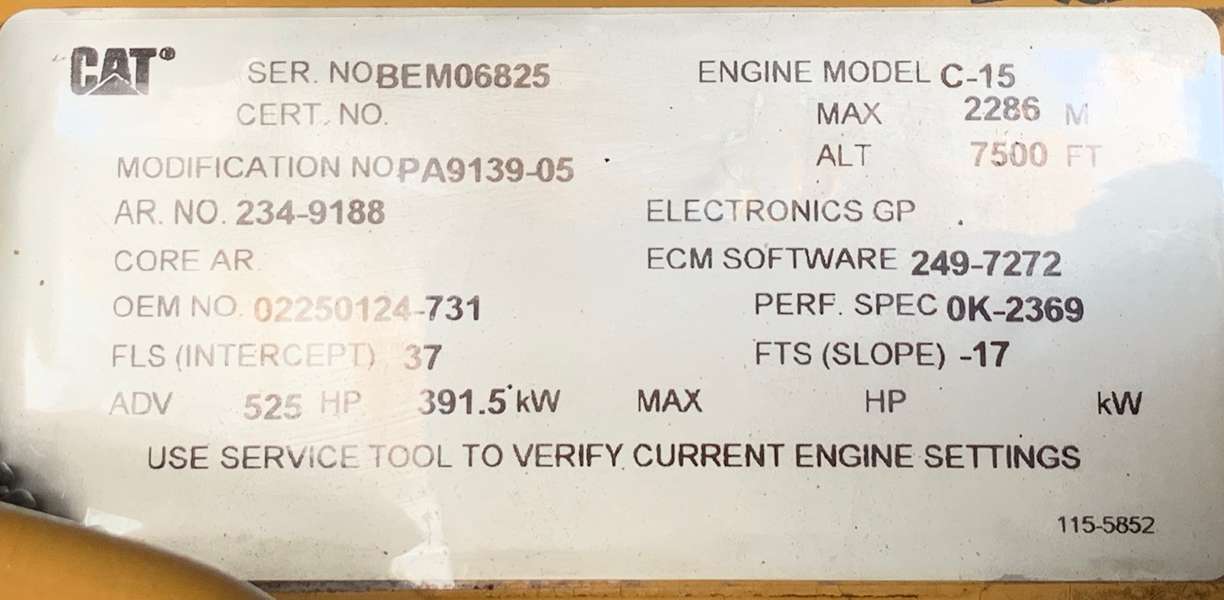 CAT® SER. NO BEM06825 ENGINE MODEL C-15
CERT. NO. MAX 2286 M
MODIFICATION NO PA9139-05 ALT 7500 FT
AR. NO. 234-9188 ELECTRONICS GP
CORE AR. ECM SOFTWARE 249-7272
OEM NO. 02250124-731 PERF. SPEC 0K-2369
FLS (INTERCEPT) 37 FTS (SLOPE) -17
ADV 525 HP 391.5 kW MAX HP kW
USE SERVICE TOOL TO VERIFY CURRENT ENGINE SETTINGS
115-5852